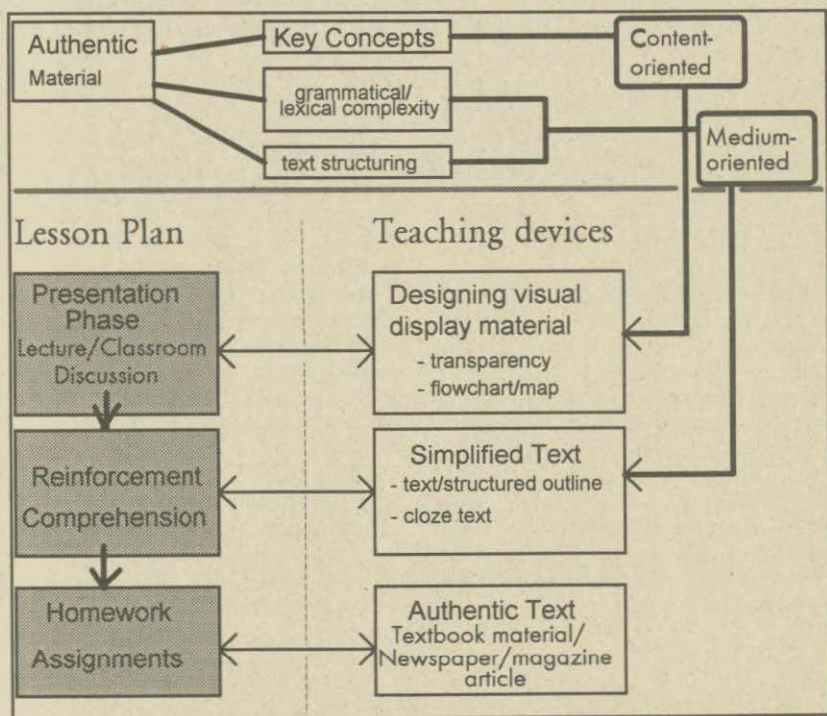 Authentic
Material
Key Concepts
grammatical/
lexical complexity
text structuring
Content-
oriented
Medium-
oriented
Lesson Plan
Teaching devices
Presentation
Phase
Lecture/Classroom
Discussion
Designing visual
display material
- transparency
- flowchart/map
Reinforcement
Comprehension
Simplified Text
- text/structured outline
- cloze text
Homework
Assignments
Authentic Text
Textbook material/
Newspaper/magazine
article